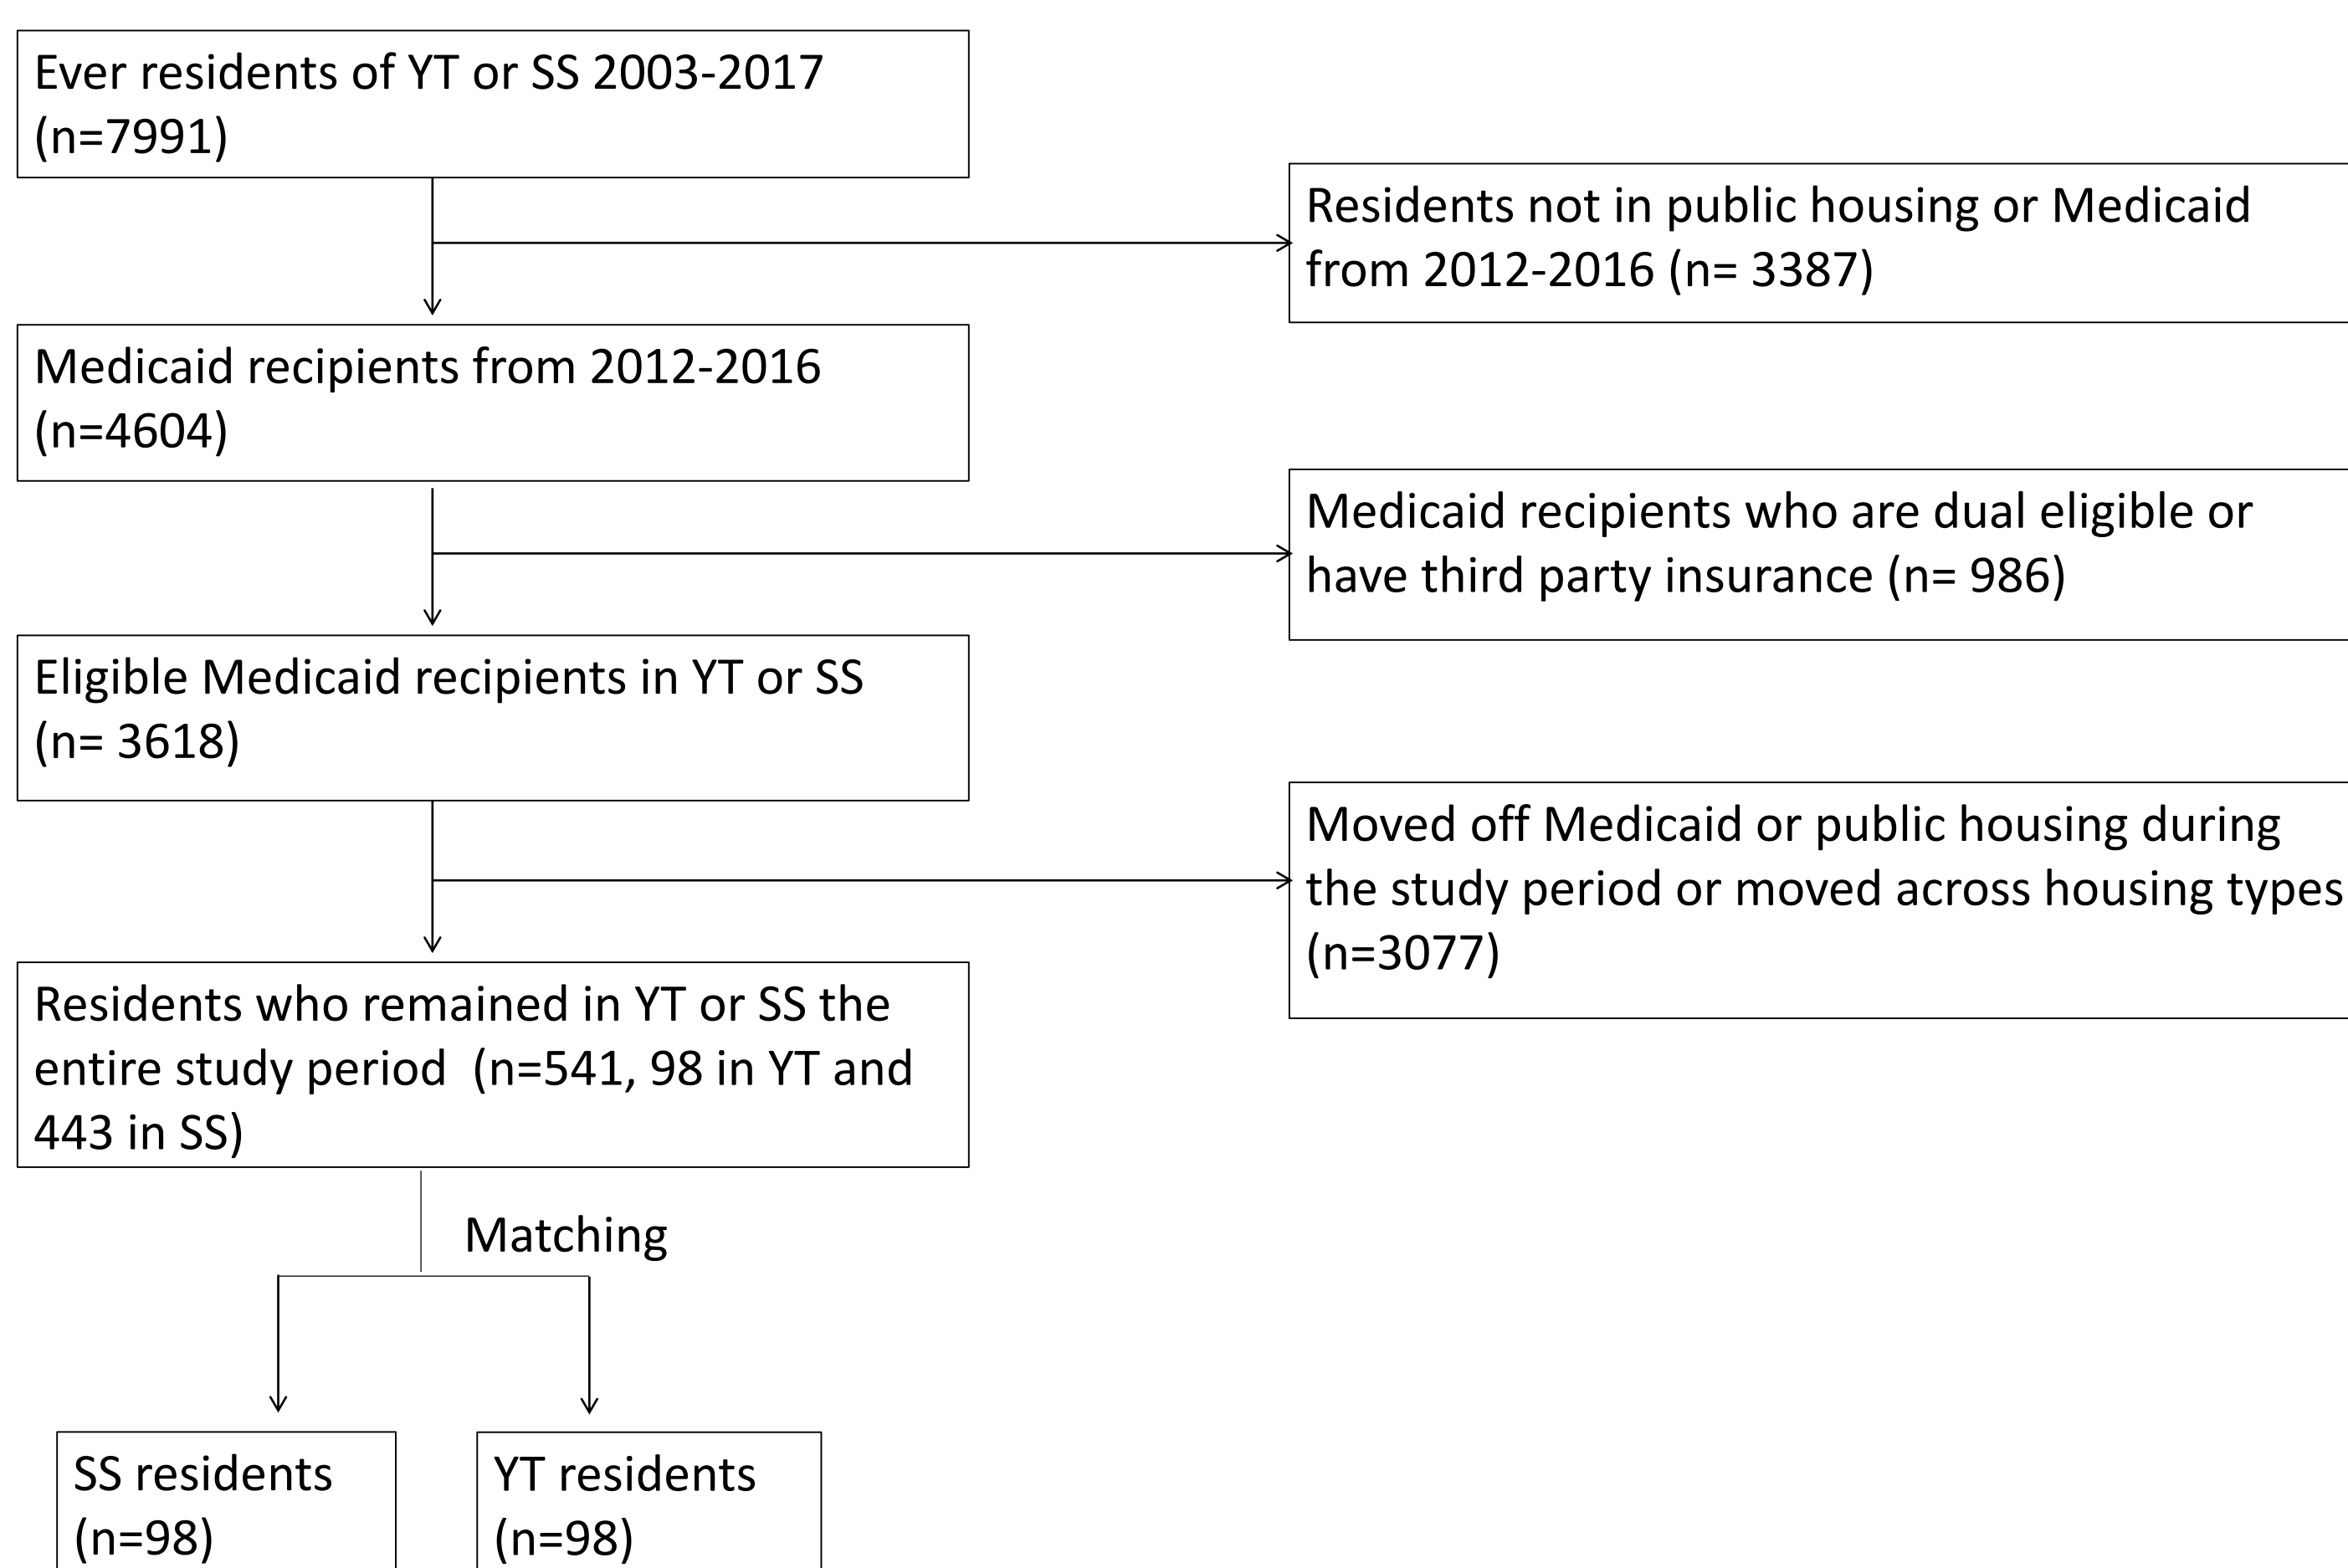 Ever residents of YT or SS 2003-2017
(n=7991)
Residents not in public housing or Medicaid
from 2012-2016 (n= 3387)
Medicaid recipients from 2012-2016
(n=4604)
Medicaid recipients who are dual eligible or
have third party insurance (n= 986)
Eligible Medicaid recipients in YT or SS
(n= 3618)
Moved off Medicaid or public housing during
the study period or moved across housing types
(n=3077)
Residents who remained in YT or SS the
entire study period  (n=541, 98 in YT and
443 in SS)
Matching
SS residents
(n=98)
YT residents
(n=98)